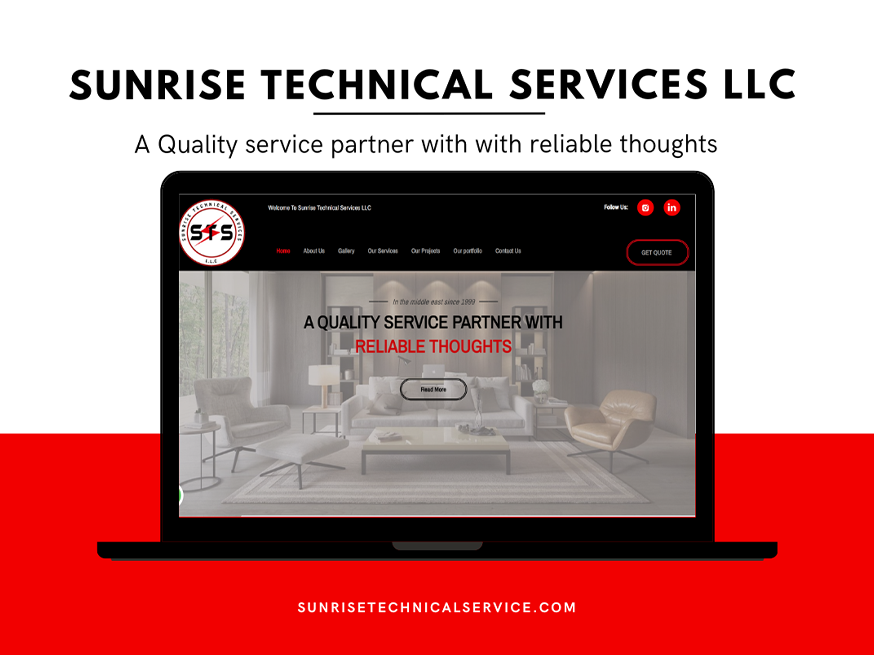 SUNRISE TECHNICAL SERVICES LLC
A Quality service partner with with reliable thoughts
SUNRISE TECHNICAL SERVICES
STS
L.L.C
Welcome To Sunrise Technical Services LLC
Follow Us:
in
Home About Us Gallery Our Services Our Projects Our portfolio Contact Us
GET QUOTE
In the middle east since 1999
A QUALITY SERVICE PARTNER WITH
RELIABLE THOUGHTS
Read More
SUNRISETECHNICALSERVICE.COM